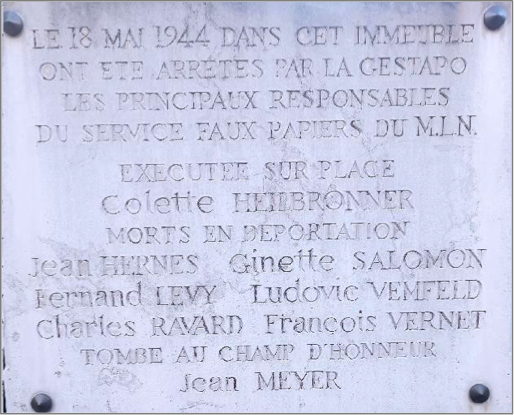 LE 18 MAI 1944 DANS CET IMMEUBLE
ONT ETE ARRÊTES PAR LA GESTAPO
LES PRINCIPAUX RESPONSABLES
DU SERVICE FAUX PAPIERS DU M.L.N.
EXECUTEE SUR PLACE
Colette HEILBRONNER
MORTS EN DEPORTATION
Jean HERNES Ginette SALOMON
Fernand LEVY Ludovic VEMFELD
Charles RAVARD François VERNET
TOMBE AU CHAMP D'HONNEUR
Jean MEYER